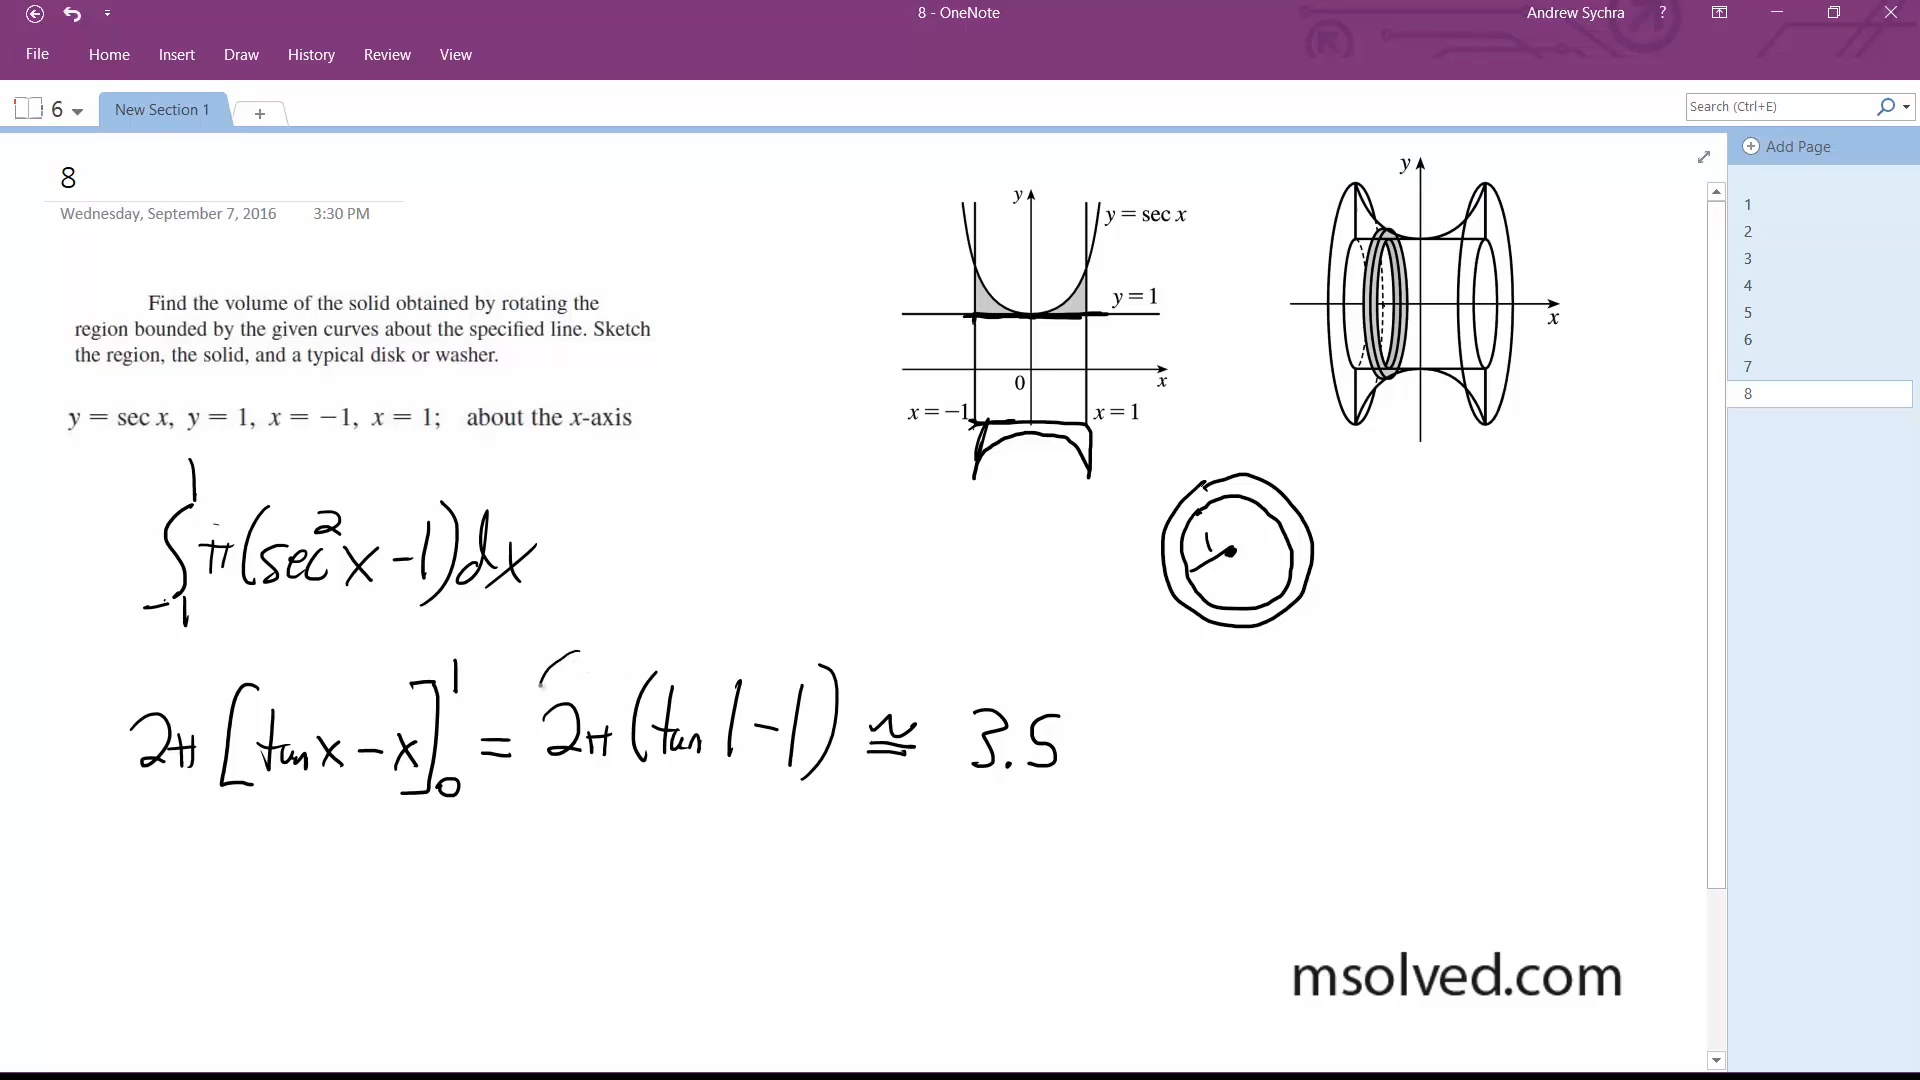 8 - OneNote
Andrew Sychra
?
File Home Insert Draw History Review View
6
New Section 1
+
Search (Ctrl+E)
Add Page
8
Wednesday, September 7, 2016 3:30 PM
Find the volume of the solid obtained by rotating the
region bounded by the given curves about the specified line. Sketch
the region, the solid, and a typical disk or washer.
y = sec x, y = 1, x = −1, x = 1; about the x-axis
y
y = sec x
y = 1
0
x
x = −1
x = 1
y
x
1
∫₋₁¹ π(sec²x − 1)dx
2π[tan x − x]₀¹ = 2π(tan 1 − 1) ≅ 3.5
msolved.com
1
2
3
4
5
6
7
8